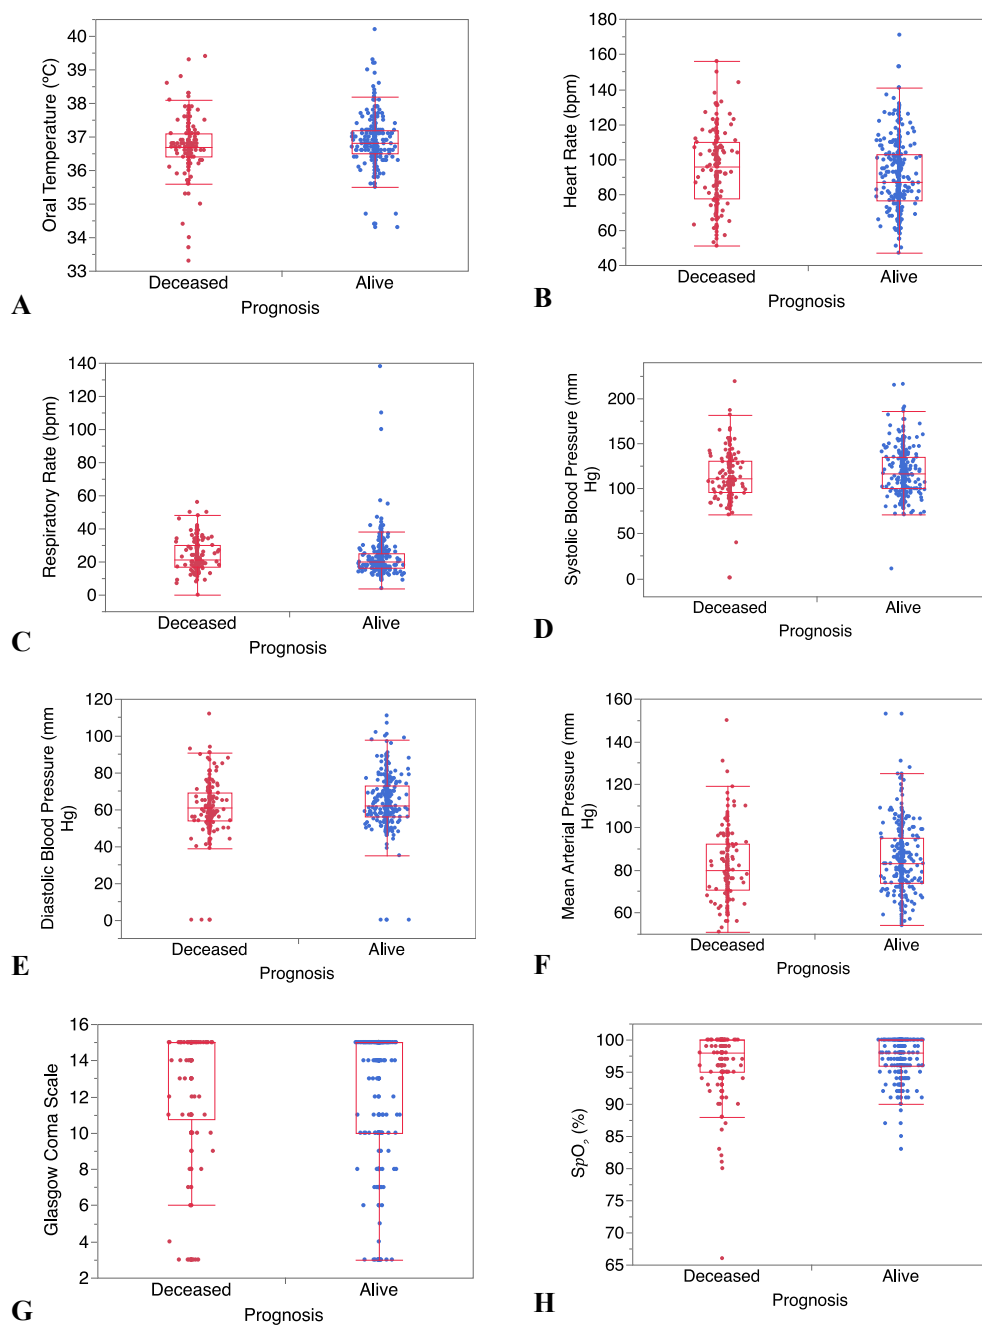 Oral Temperature (ºC)
40
39
38
37
36
35
34
33
Deceased
Alive
Prognosis
A
Heart Rate (bpm)
180
160
140
120
100
80
60
40
Deceased
Alive
Prognosis
B
Respiratory Rate (bpm)
140
120
100
80
60
40
20
0
Deceased
Alive
Prognosis
C
Systolic Blood Pressure (mm
Hg)
200
150
100
50
0
Deceased
Alive
Prognosis
D
Diastolic Blood Pressure (mm
Hg)
120
100
80
60
40
20
0
Deceased
Alive
Prognosis
E
Mean Arterial Pressure (mm
Hg)
160
140
120
100
80
60
Deceased
Alive
Prognosis
F
Glasgow Coma Scale
16
14
12
10
8
6
4
2
Deceased
Alive
Prognosis
G
SpO₂ (%)
100
95
90
85
80
75
70
65
Deceased
Alive
Prognosis
H